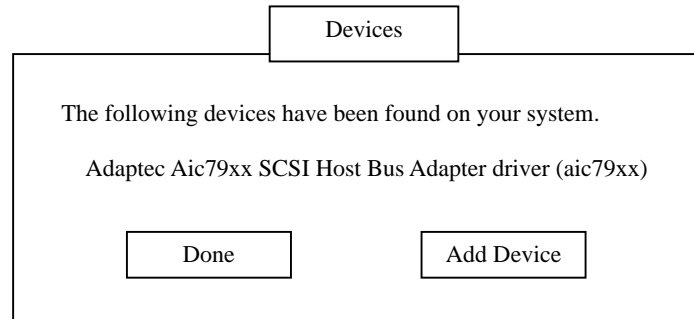 Devices
The following devices have been found on your system.
Adaptec Aic79xx SCSI Host Bus Adapter driver (aic79xx)
Done
Add Device